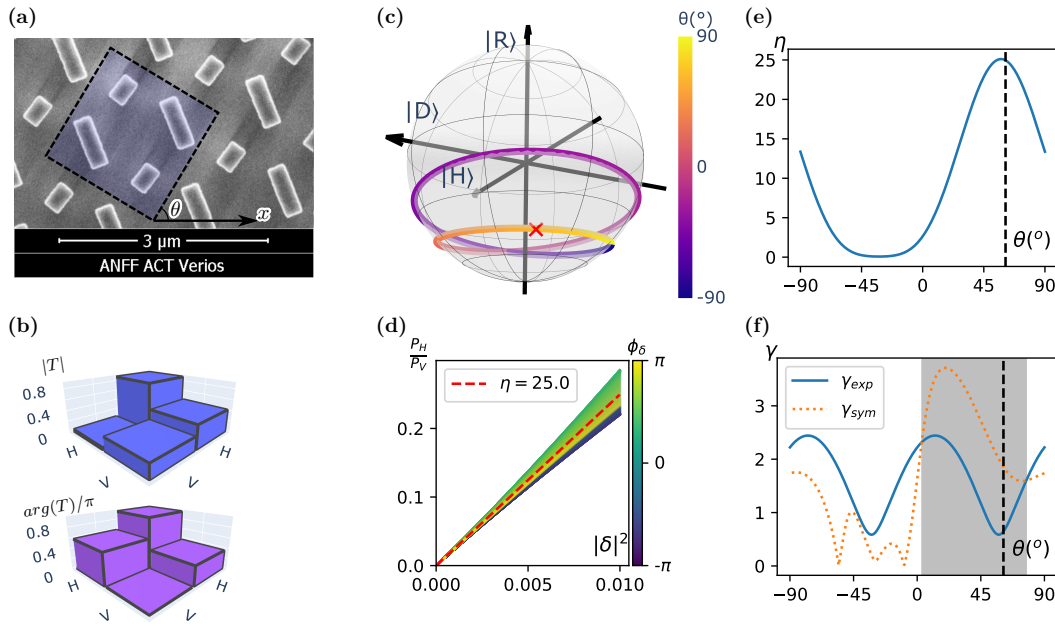 (a)
θ
x
3 µm
ANFF ACT Verios
(b)
|T|
0.8
0.4
0
H
V
V
H
arg(T)/π
0.8
0.4
0
H
V
V
H
(c)
|R⟩
|D⟩
|H⟩
θ(°)
90
0
-90
(d)
P_H
P_V
0.2
0.1
0.0
0.000
0.005
0.010
η = 25.0
|δ|²
ϕ_δ
π
0
-π
(e)
η
25
20
15
10
5
0
−90
−45
0
45
90
θ(°)
(f)
γ
3
2
1
0
−90
−45
0
45
90
γ_exp
γ_sym
θ(°)